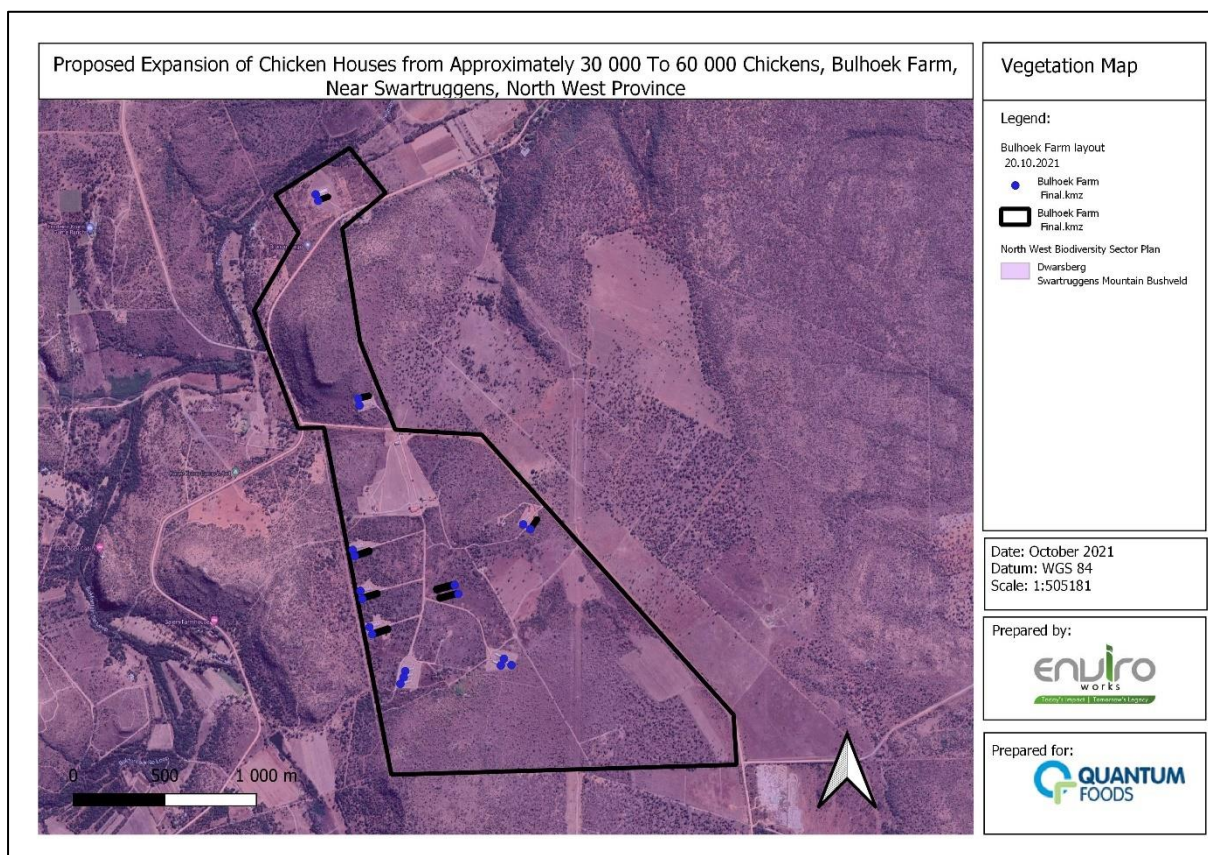 Proposed Expansion of Chicken Houses from Approximately 30 000 To 60 000 Chickens, Bulhoek Farm,
Near Swartruggens, North West Province
0 500 1 000 m
Vegetation Map
Legend:
Bulhoek Farm layout
20.10.2021
Bulhoek Farm
Final.kmz
Bulhoek Farm
Final.kmz
North West Biodiversity Sector Plan
Dwarsberg
Swartruggens Mountain Bushveld
Date: October 2021
Datum: WGS 84
Scale: 1:505181
Prepared by:
enviro
works
Today's Impact | Tomorrow's Legacy
Prepared for:
QUANTUM
FOODS